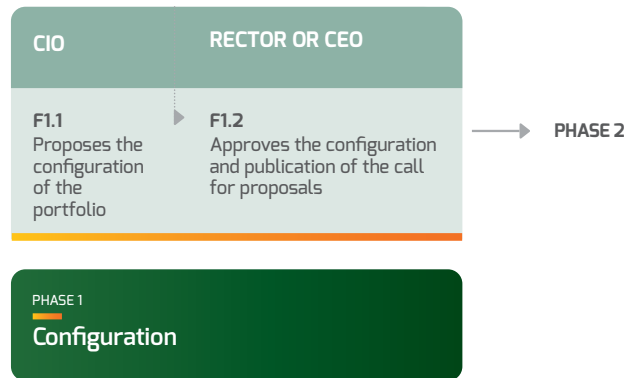 CIO
RECTOR OR CEO
F1.1
Proposes the
configuration
of the
portfolio
F1.2
Approves the configuration
and publication of the call
for proposals
PHASE 2
PHASE 1
Configuration